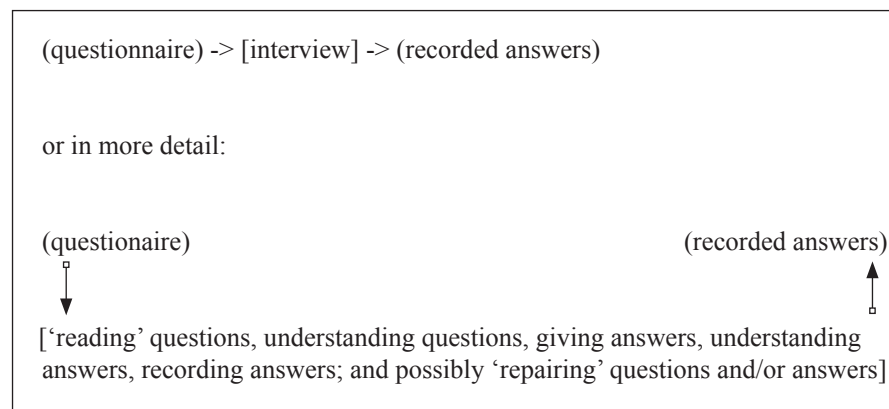 (questionnaire) -> [interview] -> (recorded answers)
or in more detail:
(questionaire) (recorded answers)
[‘reading’ questions, understanding questions, giving answers, understanding
answers, recording answers; and possibly ‘repairing’ questions and/or answers]